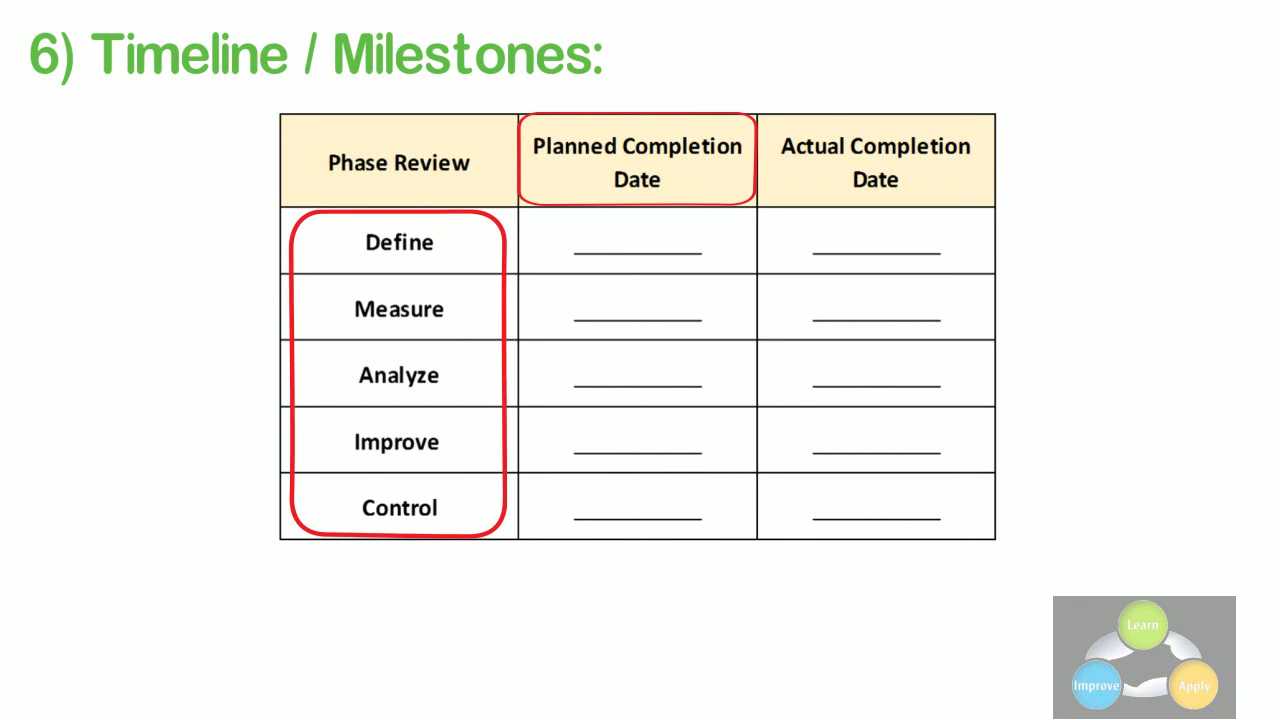 6) Timeline / Milestones:
Phase Review
Planned Completion
Date
Actual Completion
Date
Define
Measure
Analyze
Improve
Control
Learn
Improve
Apply